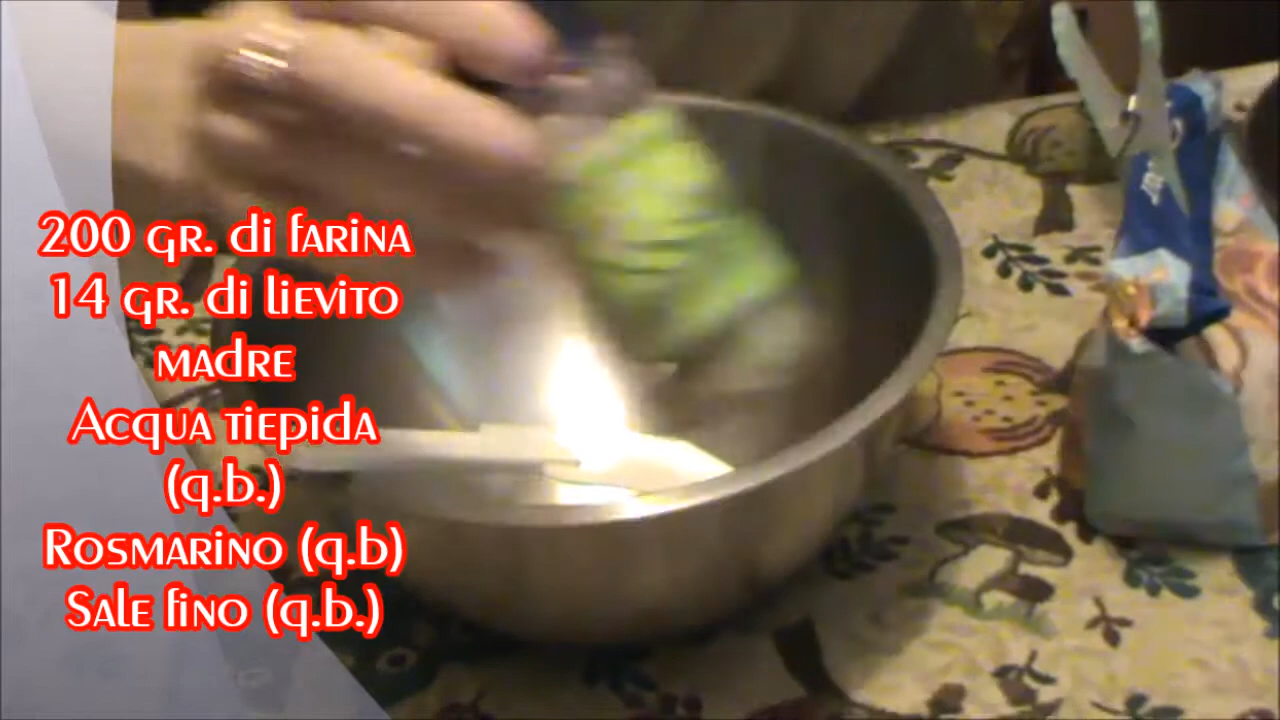 200 gr. di farina
14 gr. di lievito
madre
Acqua tiepida
(q.b.)
Rosmarino (q.b)
Sale fino (q.b.)